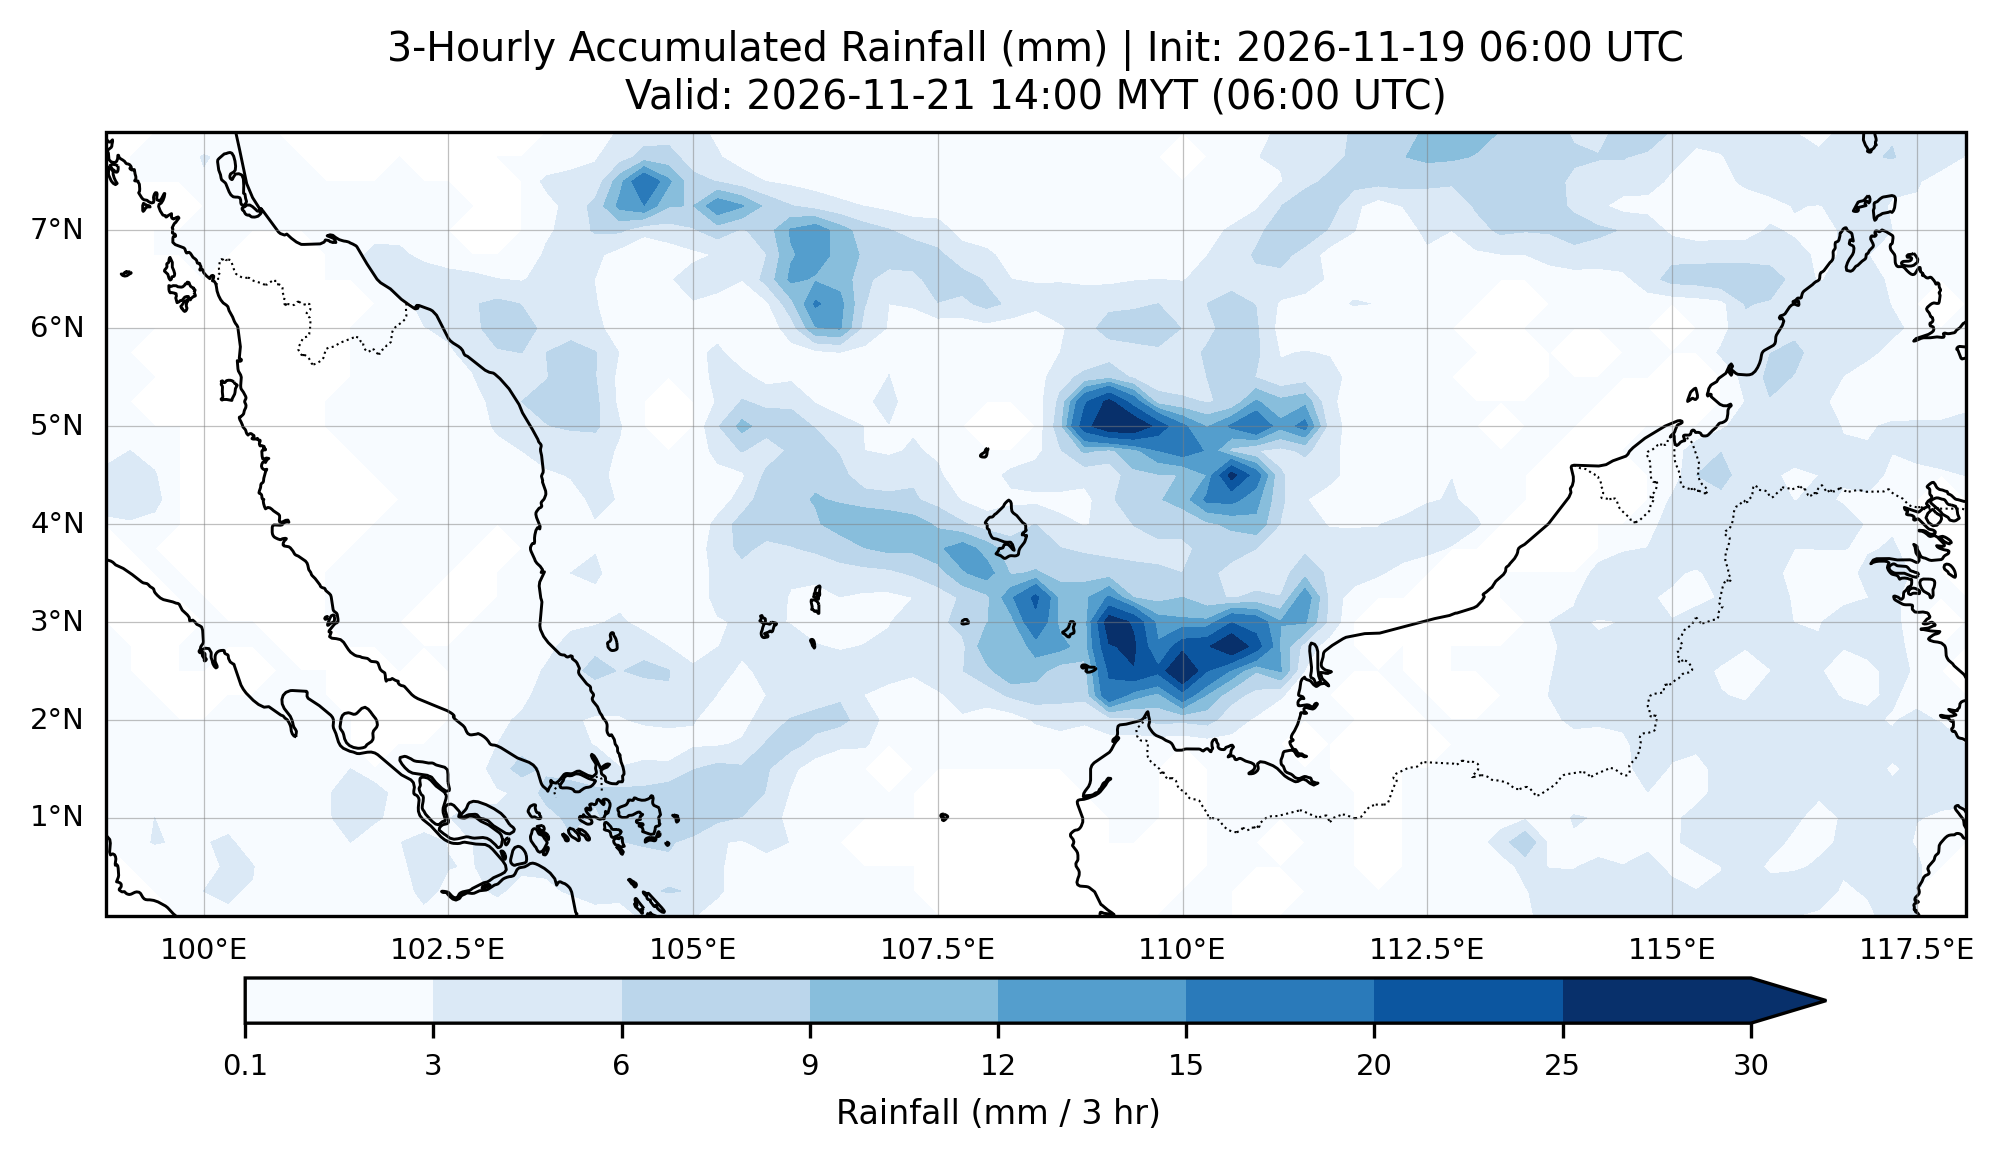 3-Hourly Accumulated Rainfall (mm) | Init: 2026-11-19 06:00 UTC
Valid: 2026-11-21 14:00 MYT (06:00 UTC)
7°N
6°N
5°N
4°N
3°N
2°N
1°N
100°E 102.5°E 105°E 107.5°E 110°E 112.5°E 115°E 117.5°E
0.1 3 6 9 12 15 20 25 30
Rainfall (mm / 3 hr)